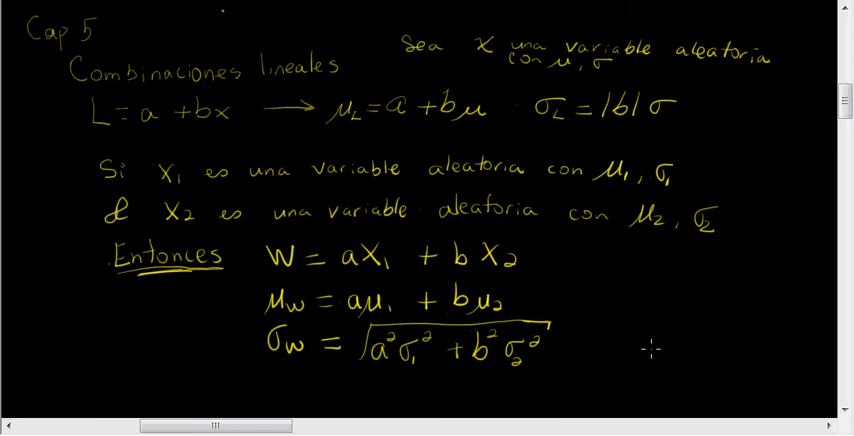 Cap 5
Sea x una variable aleatoria
con μ, σ
Combinaciones lineales
L = a + bx → μL = a + bμ σL = |b| σ
Si X₁ es una variable aleatoria con μ₁, σ₁
& X₂ es una variable aleatoria con μ₂, σ₂
Entonces W = aX₁ + bX₂
μw = aμ₁ + bμ₂
σw = √(a²σ₁² + b²σ₂²)